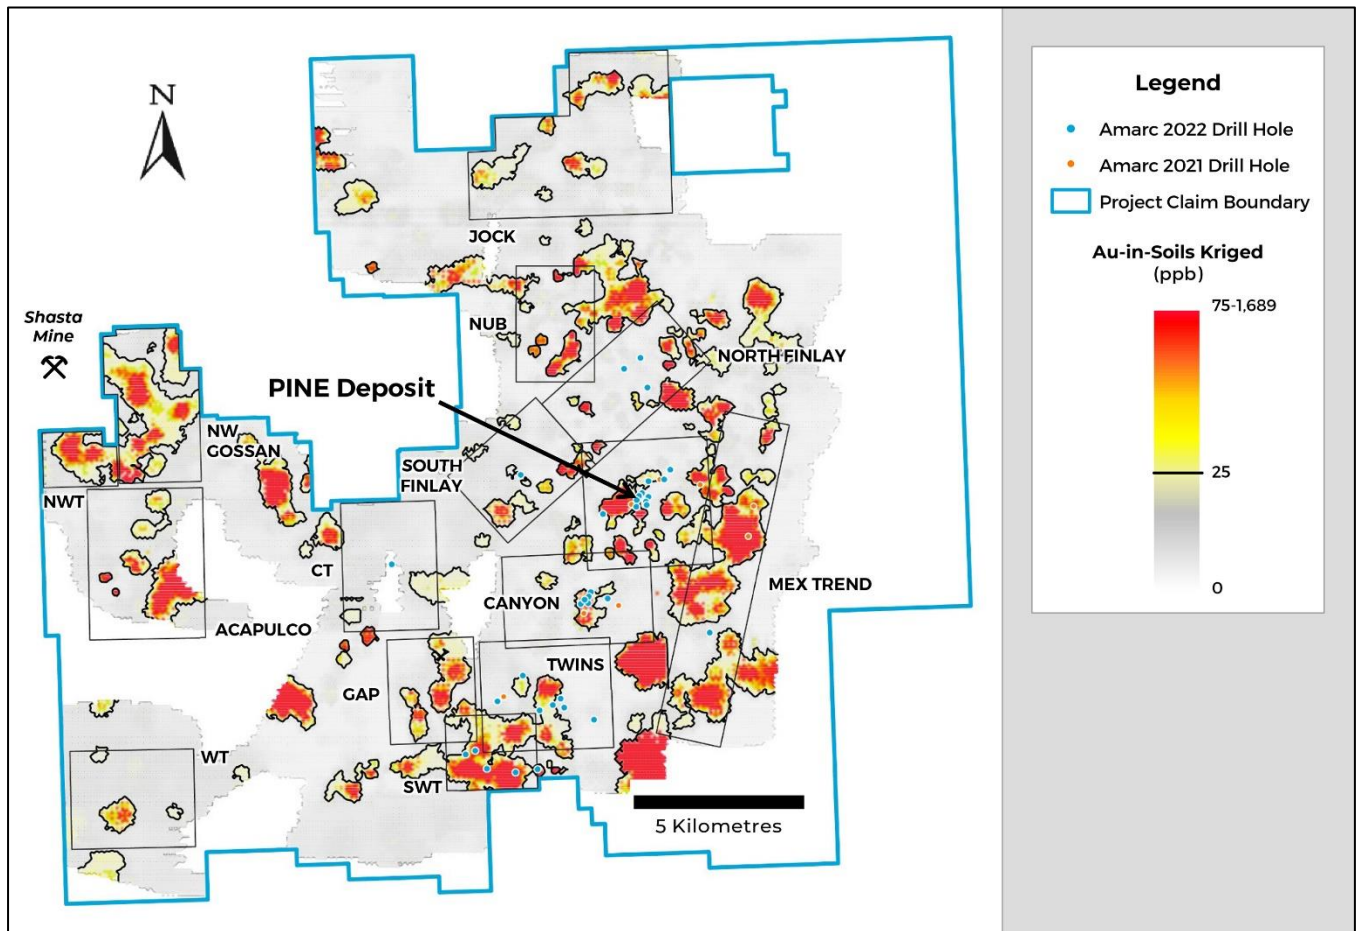 N
Shasta
Mine
JOCK
NUB
NORTH FINLAY
PINE Deposit
NW
GOSSAN
SOUTH
FINLAY
NWT
CT
CANYON
MEX TREND
ACAPULCO
TWINS
GAP
WT
SWT
5 Kilometres
Legend
Amarc 2022 Drill Hole
Amarc 2021 Drill Hole
Project Claim Boundary
Au-in-Soils Kriged
(ppb)
75-1,689
25
0